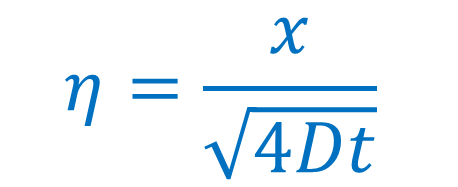 η = x / √(4Dt)